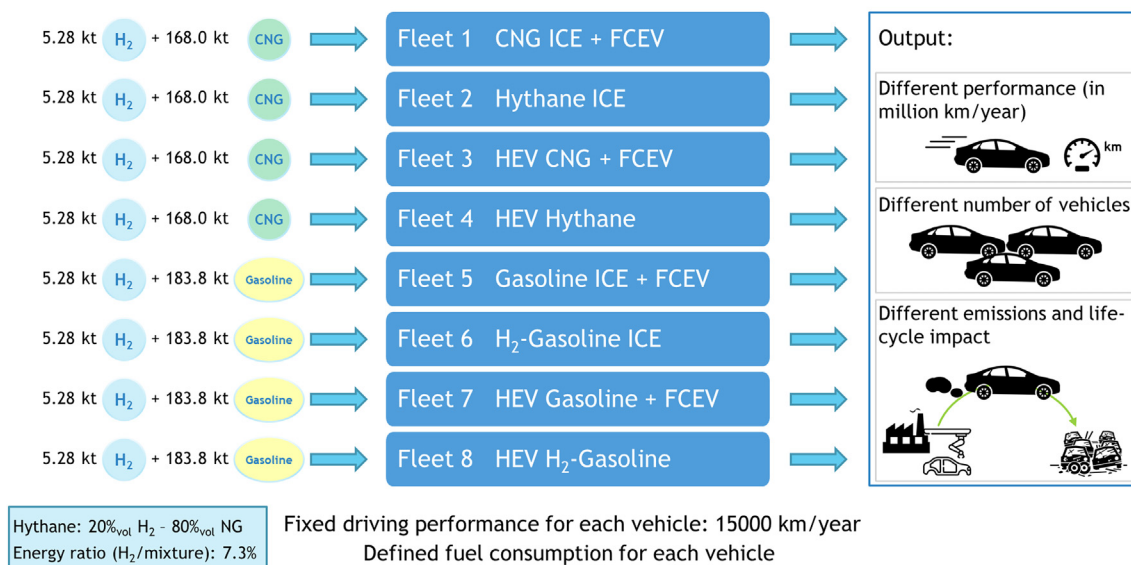 5.28 kt H₂ + 168.0 kt CNG Fleet 1 CNG ICE + FCEV
5.28 kt H₂ + 168.0 kt CNG Fleet 2 Hythane ICE
5.28 kt H₂ + 168.0 kt CNG Fleet 3 HEV CNG + FCEV
5.28 kt H₂ + 168.0 kt CNG Fleet 4 HEV Hythane
5.28 kt H₂ + 183.8 kt Gasoline Fleet 5 Gasoline ICE + FCEV
5.28 kt H₂ + 183.8 kt Gasoline Fleet 6 H₂-Gasoline ICE
5.28 kt H₂ + 183.8 kt Gasoline Fleet 7 HEV Gasoline + FCEV
5.28 kt H₂ + 183.8 kt Gasoline Fleet 8 HEV H₂-Gasoline
Output:
Different performance (in
million km/year)
km
Different number of vehicles
Different emissions and life-
cycle impact
Hythane: 20%vol H₂ - 80%vol NG
Energy ratio (H₂/mixture): 7.3%
Fixed driving performance for each vehicle: 15000 km/year
Defined fuel consumption for each vehicle